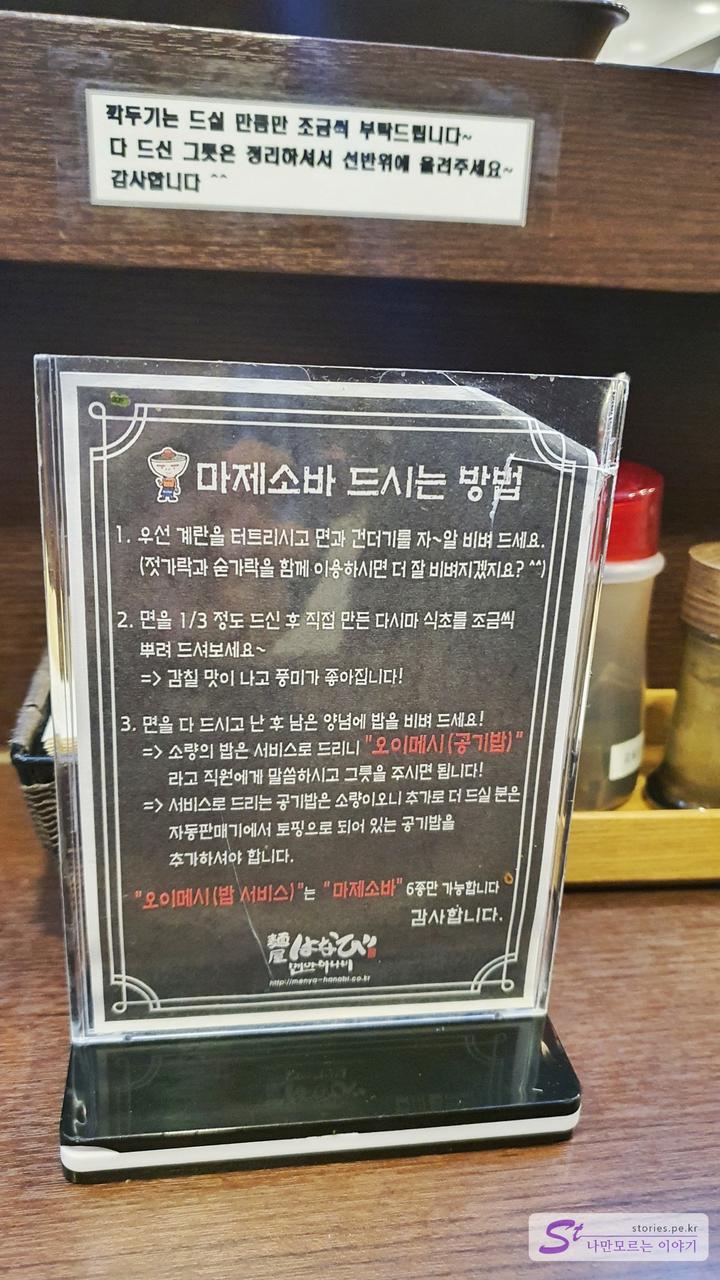 깍두기는 드실 만큼만 조금씩 부탁드립니다~
다 드신 그릇은 정리하셔서 선반위에 올려주세요~
감사합니다 ^^
마제소바 드시는 방법
1. 우선 계란을 터트리시고 면과 건더기를 자~알 비벼 드세요.
(젓가락과 숟가락을 함께 이용하시면 더 잘 비벼지겠지요? ^^)
2. 면을 1/3 정도 드신 후 직접 만든 다시마 식초를 조금씩
뿌려 드셔보세요~
=> 감칠 맛이 나고 풍미가 좋아집니다!
3. 면을 다 드시고 난 후 남은 양념에 밥을 비벼 드세요!
=> 소량의 밥은 서비스로 드리니 "오이메시(공기밥)"
라고 직원에게 말씀하시고 그릇을 주시면 됩니다!
=> 서비스로 드리는 공기밥은 소량이오니 추가로 더 드실 분은
자동판매기에서 토핑으로 되어 있는 공기밥을
추가하셔야 합니다.
"오이메시(밥 서비스)"는 "마제소바" 6종만 가능합니다
감사합니다.
麺屋 はなび
멘야하나비
http://menya-hanabi.co.kr
St stories.pe.kr
나만모르는 이야기